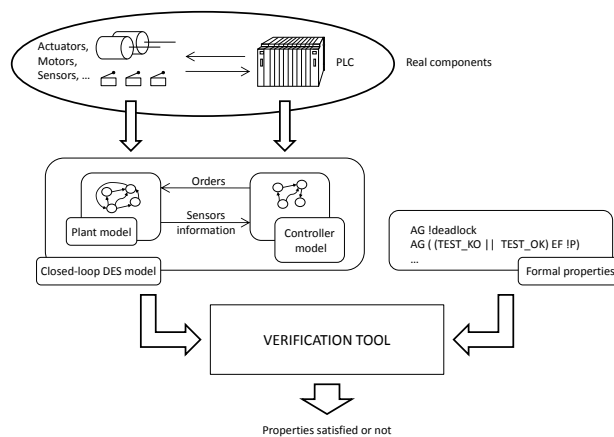 Actuators,
Motors,
Sensors, ...
PLC
Real components
Orders
Sensors
information
Plant model
Controller
model
Closed-loop DES model
AG !deadlock
AG ( (TEST_KO || TEST_OK) EF !P)
...
Formal properties
VERIFICATION TOOL
Properties satisfied or not